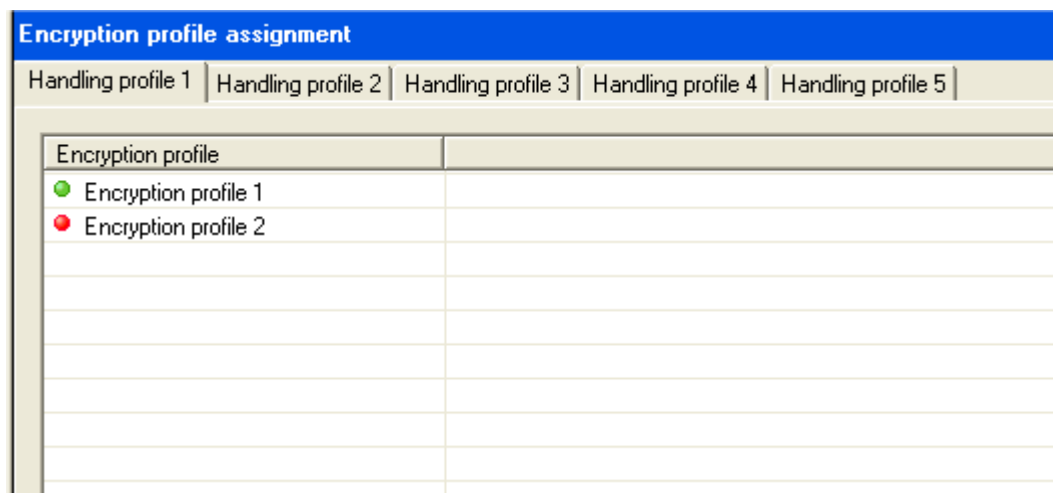 Encryption profile assignment
Handling profile 1 Handling profile 2 Handling profile 3 Handling profile 4 Handling profile 5
Encryption profile
Encryption profile 1
Encryption profile 2